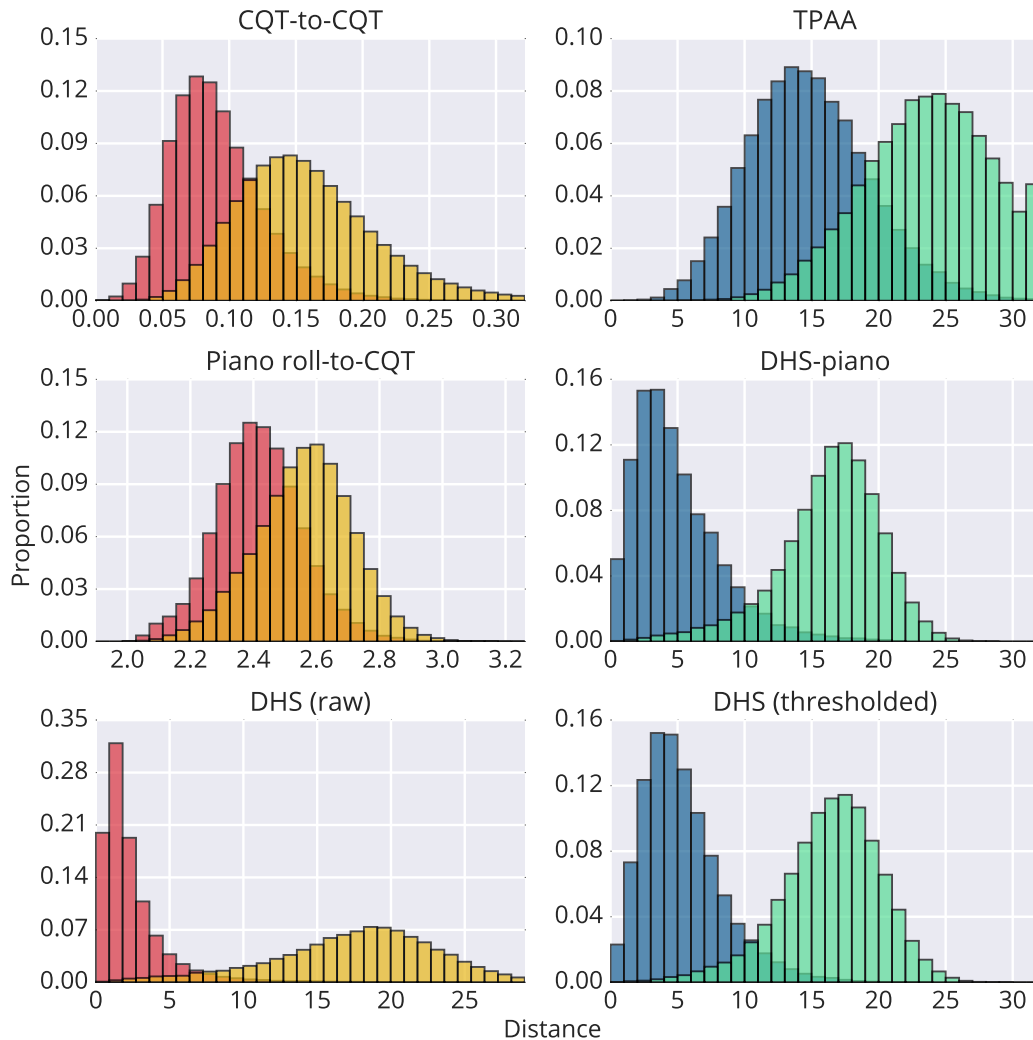 CQT-to-CQT
0.15
0.12
0.09
0.06
0.03
0.00
0.00 0.05 0.10 0.15 0.20 0.25 0.30
TPAA
0.10
0.08
0.06
0.04
0.02
0.00
0 5 10 15 20 25 30
Piano roll-to-CQT
0.15
0.12
0.09
0.06
0.03
0.00
2.0 2.2 2.4 2.6 2.8 3.0 3.2
DHS-piano
0.16
0.12
0.08
0.04
0.00
0 5 10 15 20 25 30
Proportion
DHS (raw)
0.35
0.28
0.21
0.14
0.07
0.00
0 5 10 15 20 25
DHS (thresholded)
0.16
0.12
0.08
0.04
0.00
0 5 10 15 20 25 30
Distance